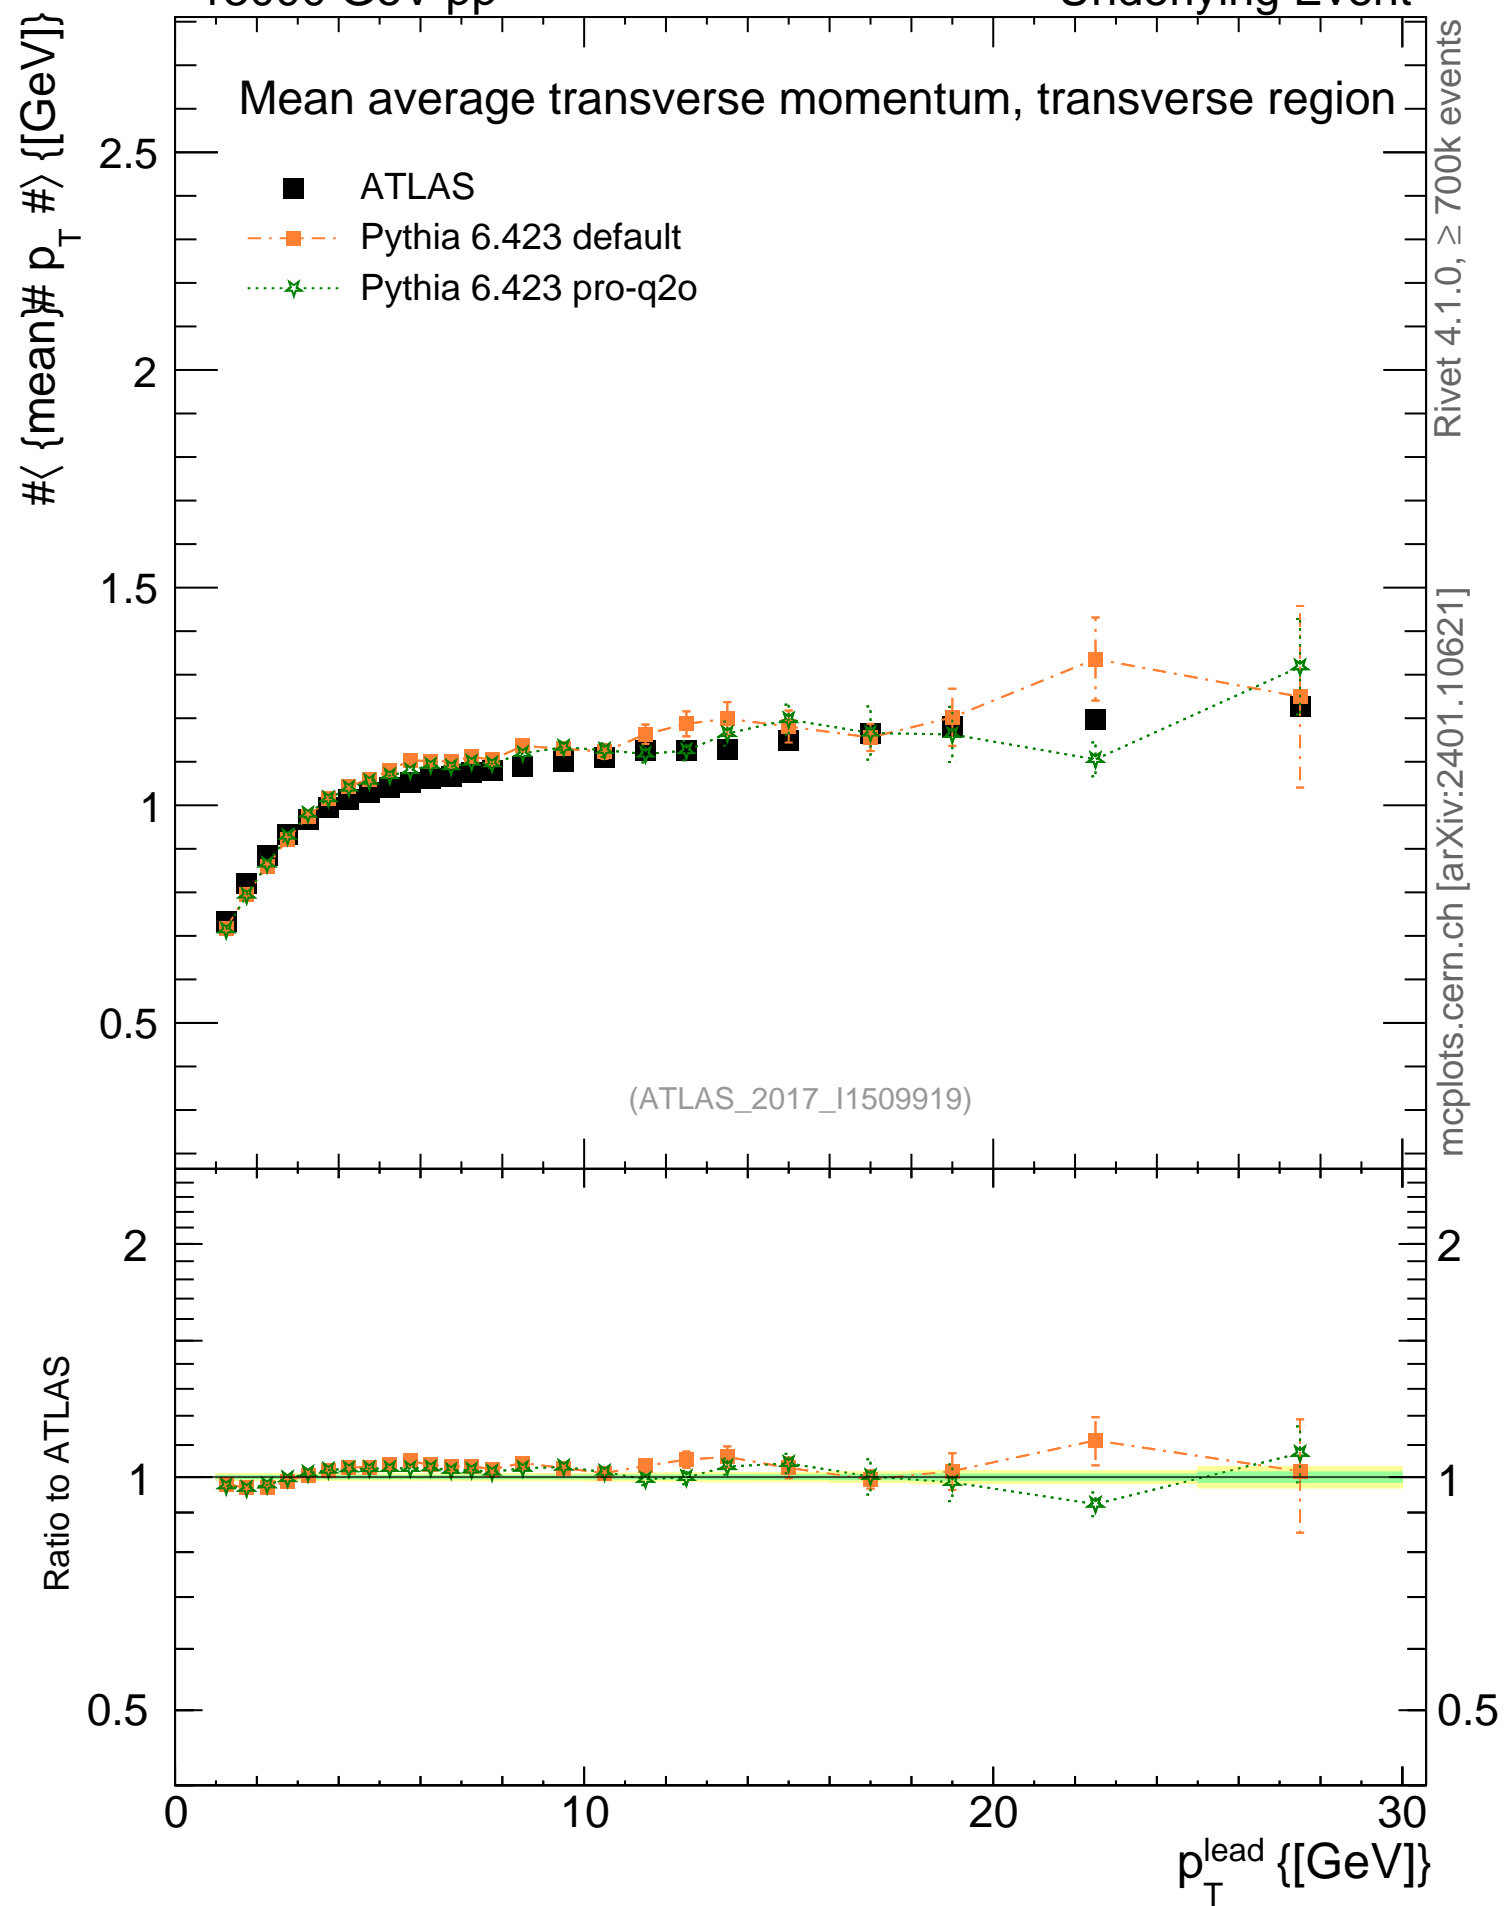 Mean average transverse momentum, transverse region
ATLAS
Pythia 6.423 default
Pythia 6.423 pro-q2o
#⟨ {mean}# p_T #⟩ {[GeV]}
2.5
2
1.5
1
0.5
(ATLAS_2017_I1509919)
Rivet 4.1.0, ≥ 700k events
mcplots.cern.ch [arXiv:2401.10621]
Ratio to ATLAS
2
1
0.5
2
1
0.5
0 10 20 30
p_T^lead {[GeV]}